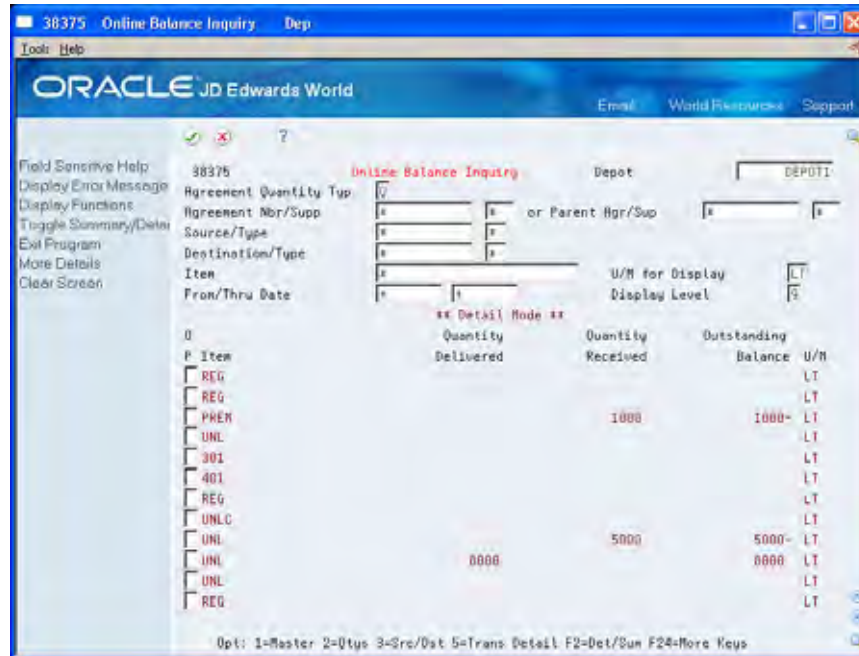 38375 Online Balance Inquiry Dep
Tools Help
ORACLE JD Edwards World
Email World Resources Support
?
Field Sensitive Help
Display Error Message
Display Functions
Toggle Summary/Detai
Exit Program
More Details
Clear Screen
38375 Online Balance Inquiry Depot DEPOT1
Agreement Quantity Typ V
Agreement Nbr/Supp * * or Parent Agr/Sup * *
Source/Type * *
Destination/Type * *
Item * U/M for Display LT
From/Thru Date * * Display Level 9
** Detail Mode **
O Quantity Quantity Outstanding
P Item Delivered Received Balance U/M
REG LT
REG LT
PREM 1000 1000- LT
UNL LT
301 LT
401 LT
REG LT
UNLC LT
UNL 5000 5000- LT
UNL LT
UNL LT
REG LT
Opt: 1=Master 2=Qtys 3=Src/Dst 5=Trans Detail F2=Det/Sum F24=More Keys